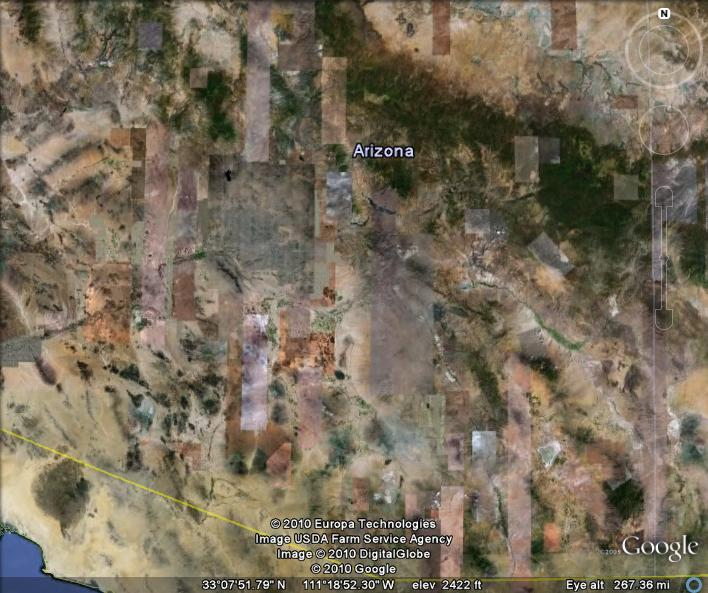 N
Arizona
© 2010 Europa Technologies
Image USDA Farm Service Agency
Image © 2010 DigitalGlobe
© 2010 Google
©2009 Google
33°07'51.79" N 111°18'52.30" W elev 2422 ft Eye alt 267.36 mi